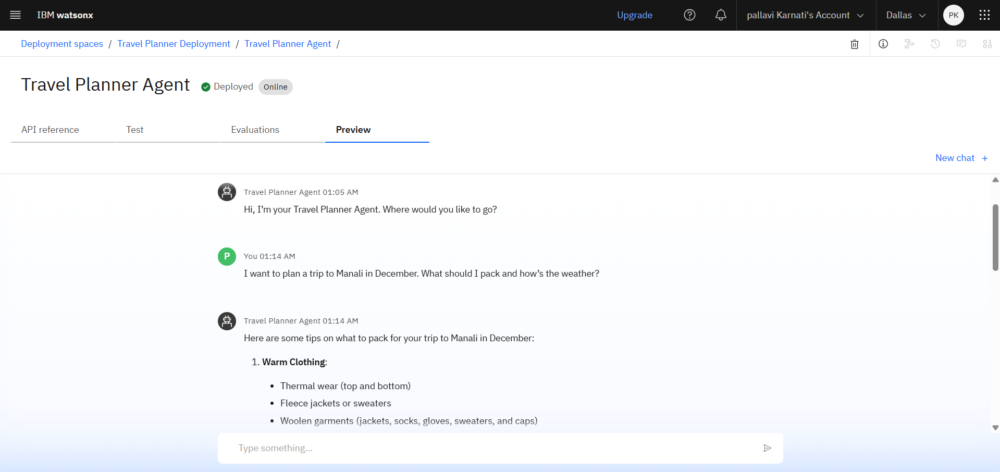 IBM watsonx
Upgrade
pallavi Karnati's Account
Dallas
PK
Deployment spaces / Travel Planner Deployment / Travel Planner Agent /
Travel Planner Agent
Deployed
Online
API reference
Test
Evaluations
Preview
New chat +
Travel Planner Agent 01:05 AM
Hi, I’m your Travel Planner Agent. Where would you like to go?
P
You 01:14 AM
I want to plan a trip to Manali in December. What should I pack and how’s the weather?
Travel Planner Agent 01:14 AM
Here are some tips on what to pack for your trip to Manali in December:
1. Warm Clothing:
• Thermal wear (top and bottom)
• Fleece jackets or sweaters
• Woolen garments (jackets, socks, gloves, sweaters, and caps)
Type something...